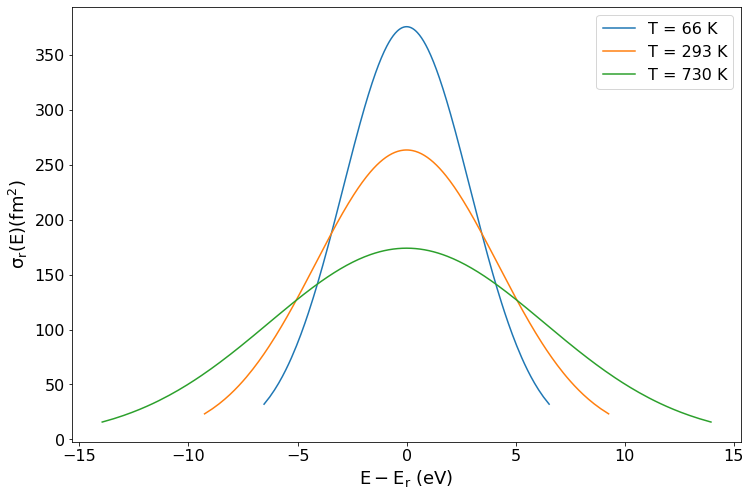 T = 66 K
T = 293 K
T = 730 K
350
300
250
200
150
100
50
0
σr(E)(fm²)
−15 −10 −5 0 5 10 15
E − Er (eV)